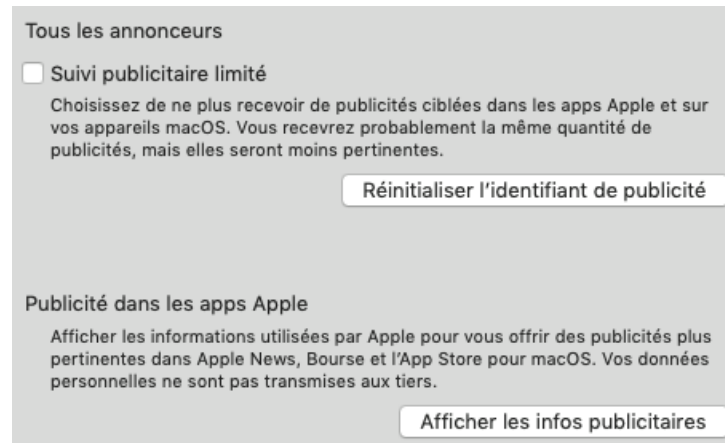 Tous les annonceurs
Suivi publicitaire limité
Choisissez de ne plus recevoir de publicités ciblées dans les apps Apple et sur
vos appareils macOS. Vous recevrez probablement la même quantité de
publicités, mais elles seront moins pertinentes.
Réinitialiser l’identifiant de publicité
Publicité dans les apps Apple
Afficher les informations utilisées par Apple pour vous offrir des publicités plus
pertinentes dans Apple News, Bourse et l’App Store pour macOS. Vos données
personnelles ne sont pas transmises aux tiers.
Afficher les infos publicitaires